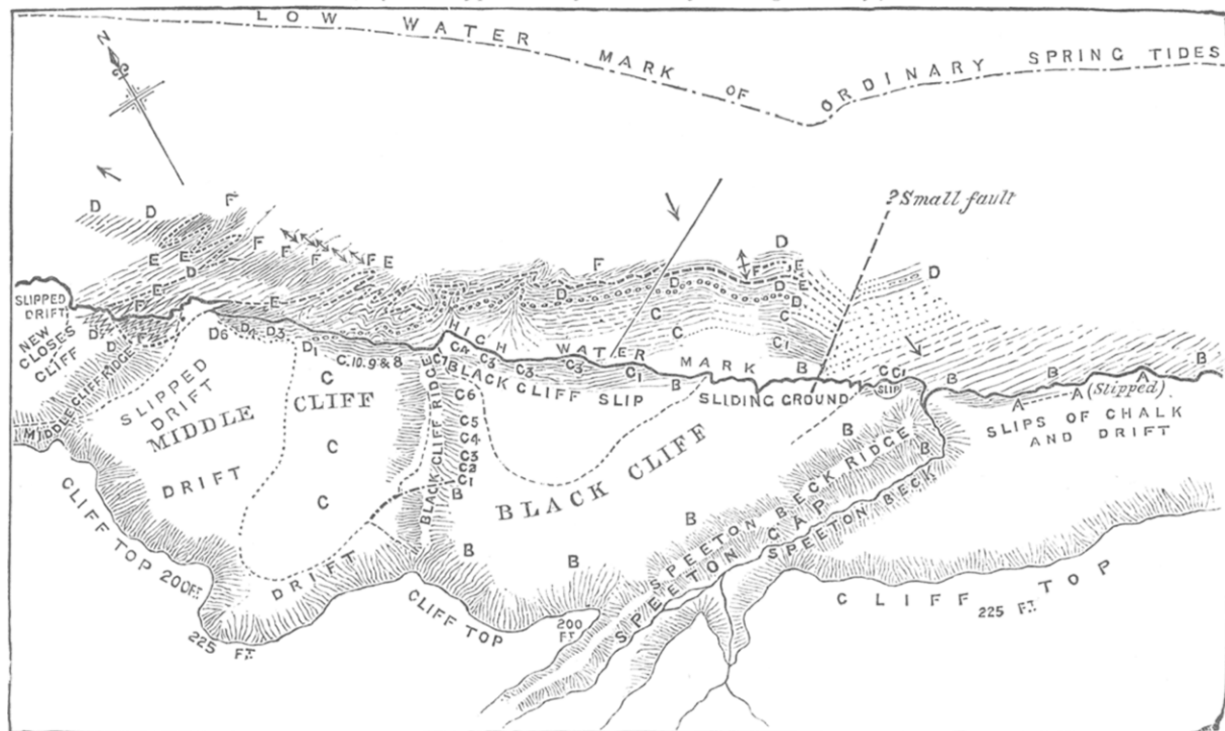 LOW WATER MARK OF ORDINARY SPRING TIDES
N
? Small fault
D D F
E F F F F F E
E D
E
F E
D
F
D
E
E
D
D
D
C
C
C
C1
D
SLIPPED DRIFT
NEW CLOSES CLIFF
MIDDLE CLIFF RIDGE
D
D
F
D6 D4 D3
D1
C.10.9 & 8
HIGH WATER MARK
C7 C4 C3 C3 C3 C1 B B
C C1
SLIP
B B B B
A A A (Slipped)
SLIPS OF CHALK AND DRIFT
SLIPPED DRIFT
MIDDLE CLIFF
DRIFT
C
C
C
BLACK CLIFF RIDGE
BLACK CLIFF SLIP
SLIDING GROUND
C6
C5
C4
C3
C2
C1
B
B
BLACK CLIFF
B
B
B
B
SPEETON BECK RIDGE
SPEETON GAP
SPEETON BECK
CLIFF TOP 200 FT.
225 FT.
DRIFT
CLIFF TOP
200 FT.
CLIFF TOP
225 FT.